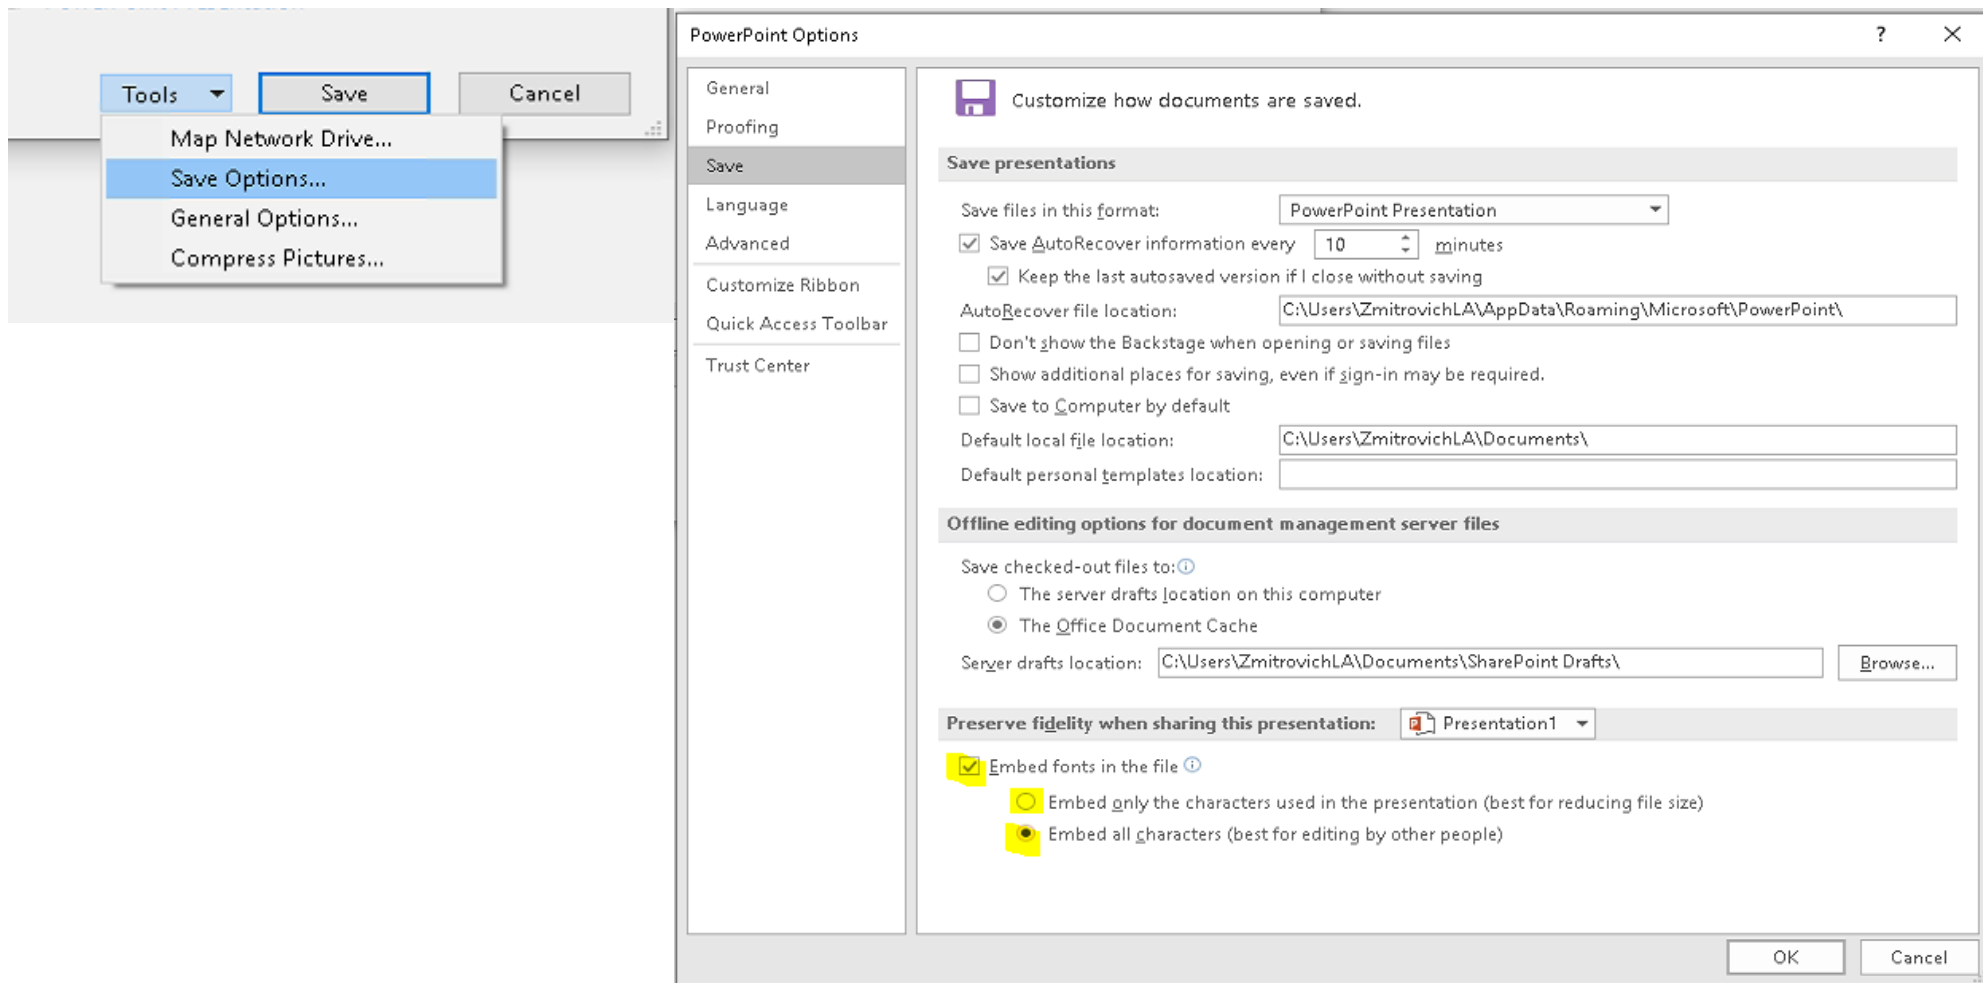 Tools
Save
Cancel
Map Network Drive...
Save Options...
General Options...
Compress Pictures...
PowerPoint Options
?
General
Proofing
Save
Language
Advanced
Customize Ribbon
Quick Access Toolbar
Trust Center
Customize how documents are saved.
Save presentations
Save files in this format: PowerPoint Presentation
Save AutoRecover information every 10 minutes
Keep the last autosaved version if I close without saving
AutoRecover file location: C:\Users\ZmitrovichLA\AppData\Roaming\Microsoft\PowerPoint\
Don't show the Backstage when opening or saving files
Show additional places for saving, even if sign-in may be required.
Save to Computer by default
Default local file location: C:\Users\ZmitrovichLA\Documents\
Default personal templates location:
Offline editing options for document management server files
Save checked-out files to:
The server drafts location on this computer
The Office Document Cache
Server drafts location: C:\Users\ZmitrovichLA\Documents\SharePoint Drafts\ Browse...
Preserve fidelity when sharing this presentation: Presentation1
Embed fonts in the file
Embed only the characters used in the presentation (best for reducing file size)
Embed all characters (best for editing by other people)
OK Cancel